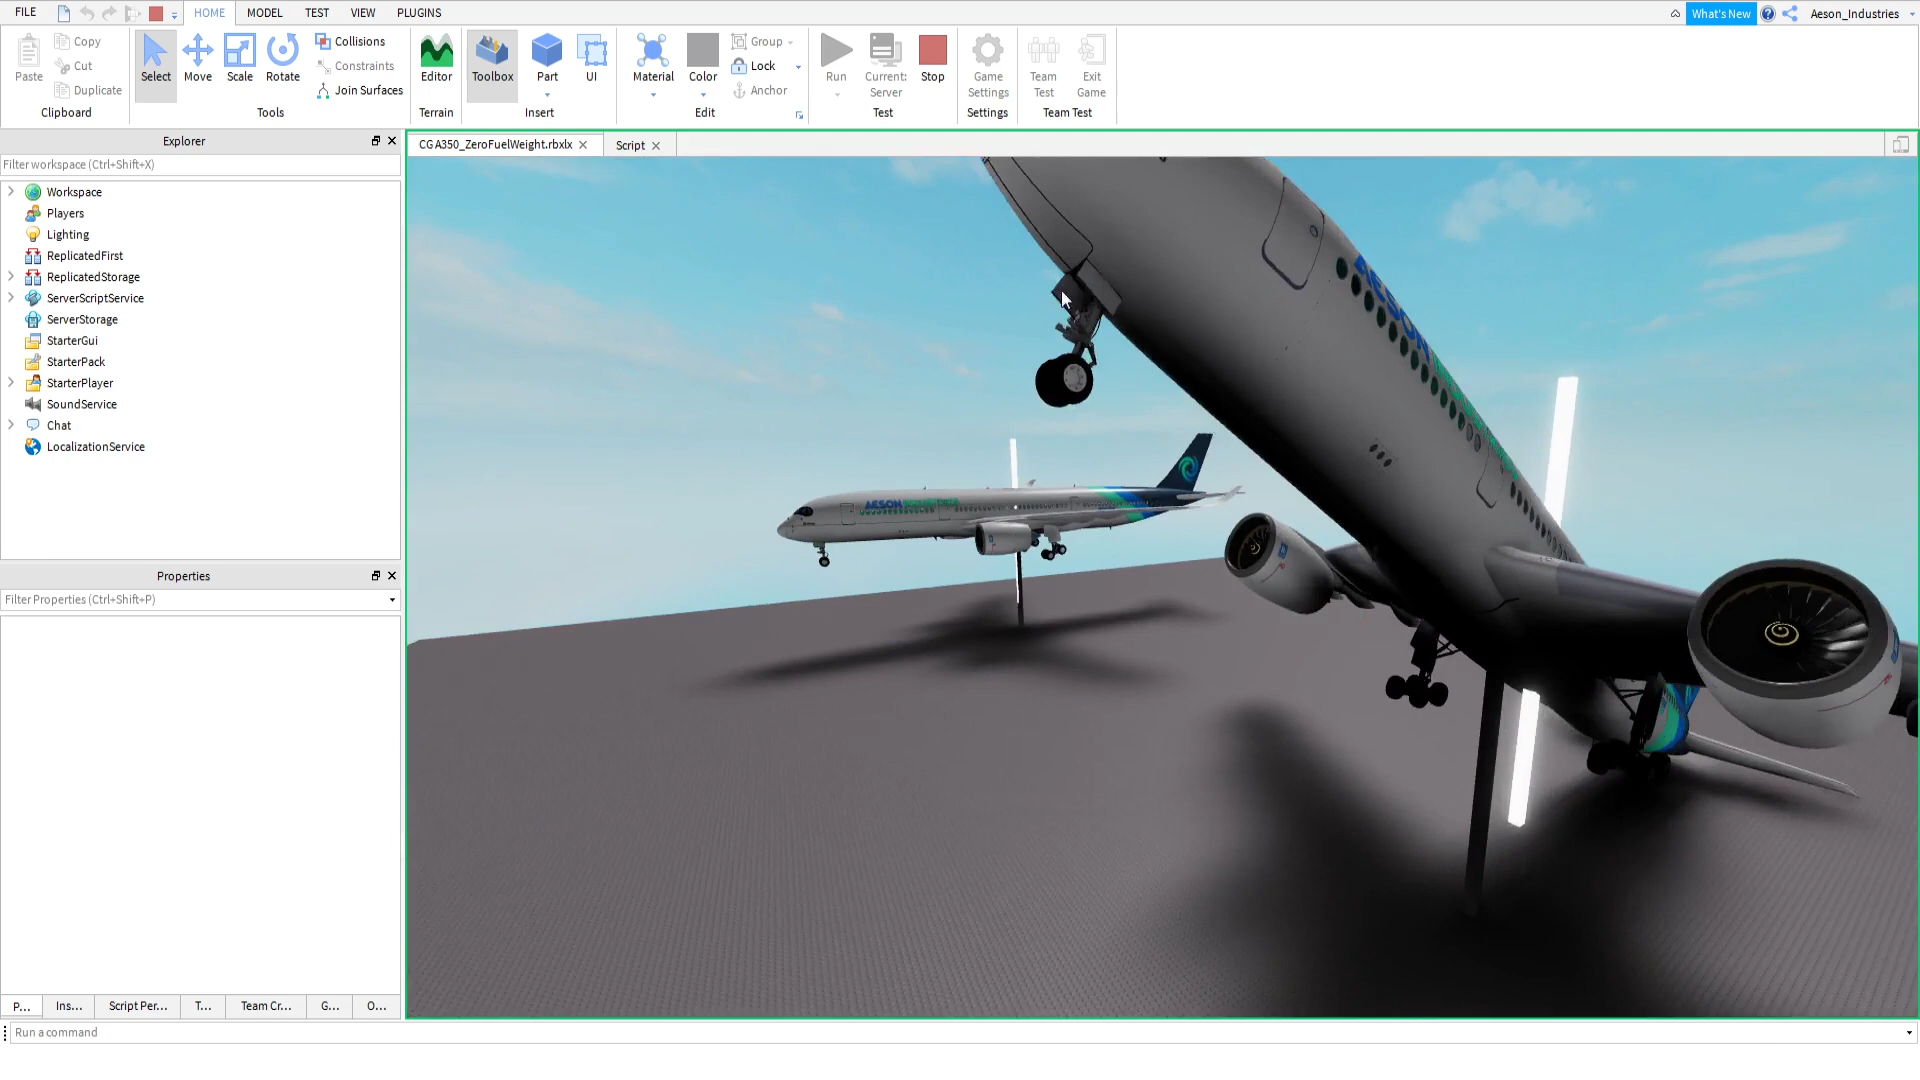 FILE HOME MODEL TEST VIEW PLUGINS What's New Aeson_Industries
Paste Copy Cut Duplicate Clipboard
Select Move Scale Rotate Collisions Constraints Join Surfaces Tools
Editor Terrain
Toolbox Part UI Insert
Material Color Group Lock Anchor Edit
Run Current: Server Stop Test
Game Settings Settings
Team Test Exit Game Team Test
Explorer
Filter workspace (Ctrl+Shift+X)
Workspace
Players
Lighting
ReplicatedFirst
ReplicatedStorage
ServerScriptService
ServerStorage
StarterGui
StarterPack
StarterPlayer
SoundService
Chat
LocalizationService
Properties
Filter Properties (Ctrl+Shift+P)
P... Ins... Script Per... T... Team Cr... G... O...
Run a command
CG A350_ZeroFuelWeight.rbxlx Script
AESON
AESON